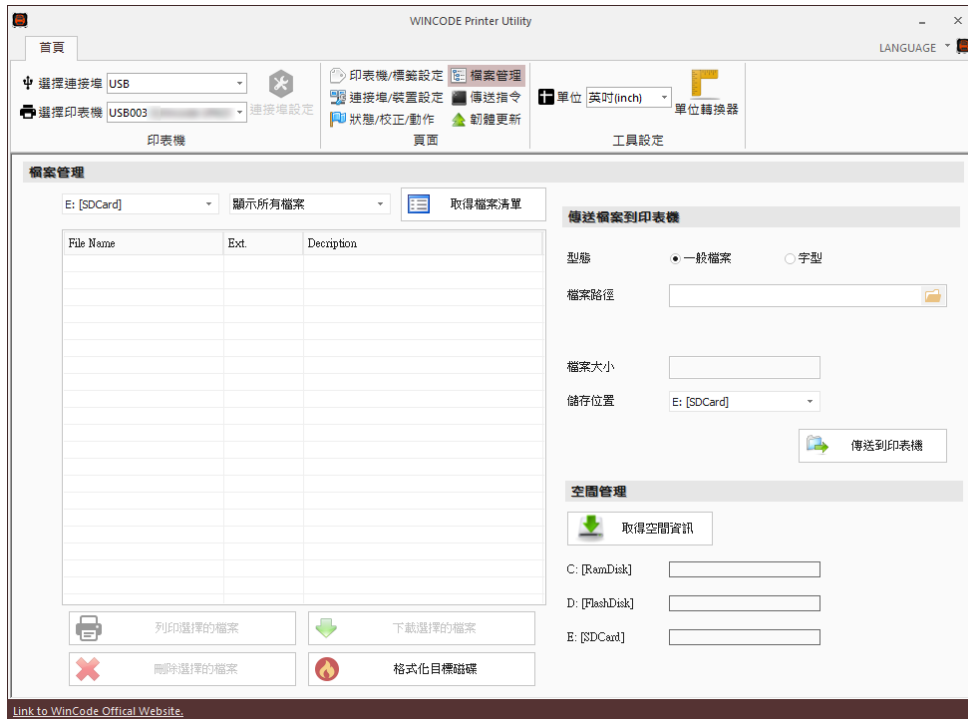 WINCODE Printer Utility
首頁
LANGUAGE
選擇連接埠 USB
選擇印表機 USB003
連接埠設定
印表機
印表機/標籤設定 檔案管理
連接埠/裝置設定 傳送指令
狀態/校正/動作 韌體更新
頁面
單位 英吋(inch)
單位轉換器
工具設定
檔案管理
E: [SDCard] 顯示所有檔案 取得檔案清單
File Name Ext. Decription
列印選擇的檔案 下載選擇的檔案
刪除選擇的檔案 格式化目標磁碟
傳送檔案到印表機
型態 一般檔案 字型
檔案路徑
檔案大小
儲存位置 E: [SDCard]
傳送到印表機
空間管理
取得空間資訊
C: [RamDisk]
D: [FlashDisk]
E: [SDCard]
Link to WinCode Offical Website.